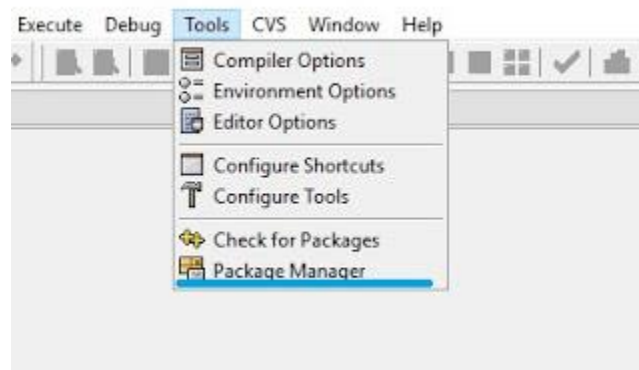 Execute Debug Tools CVS Window Help
Compiler Options
Environment Options
Editor Options
Configure Shortcuts
Configure Tools
Check for Packages
Package Manager